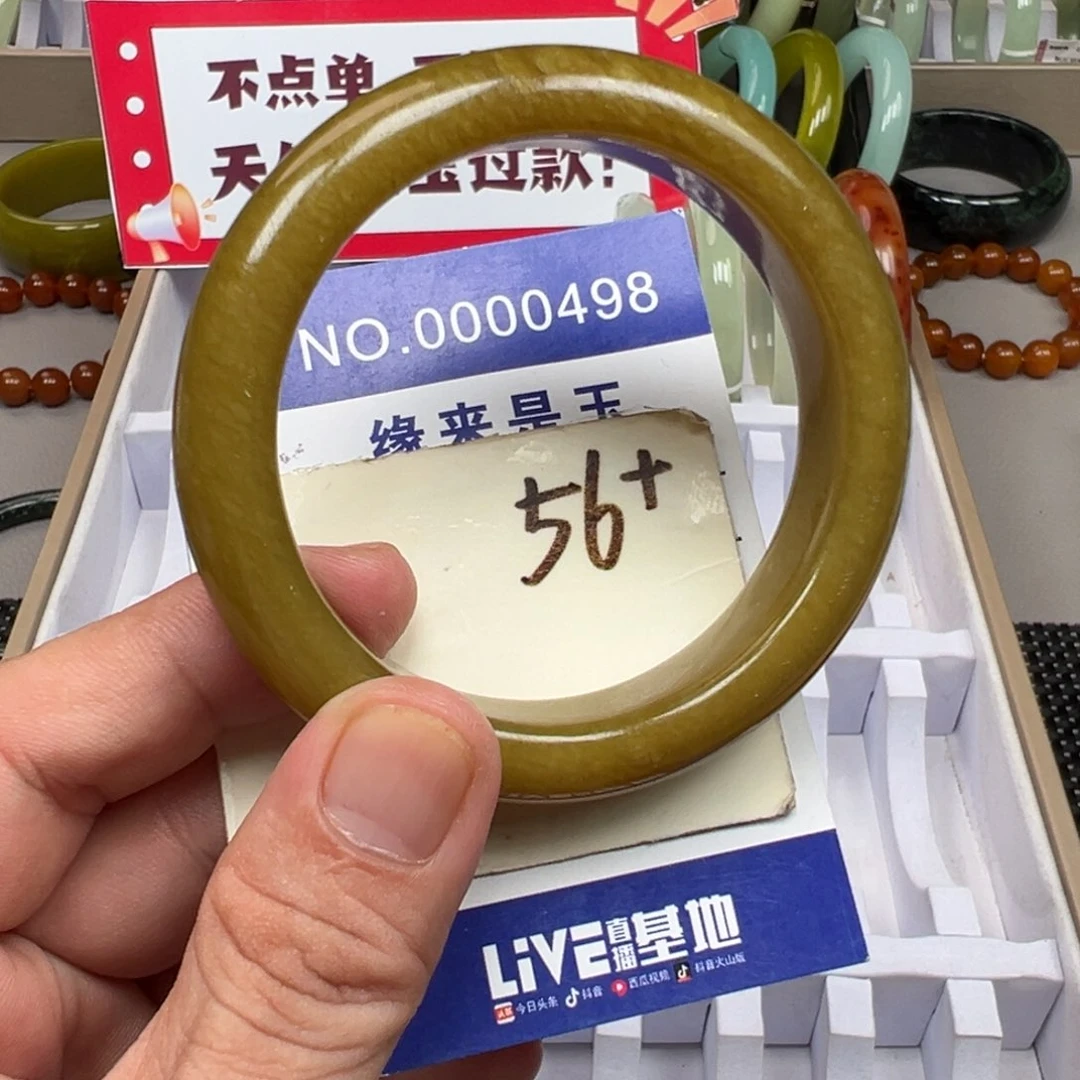 不点单
天 过款!
NO.0000498
缘来是玉
56+
LiVE直播基地
今日头条 抖音 西瓜视频 抖音火山版